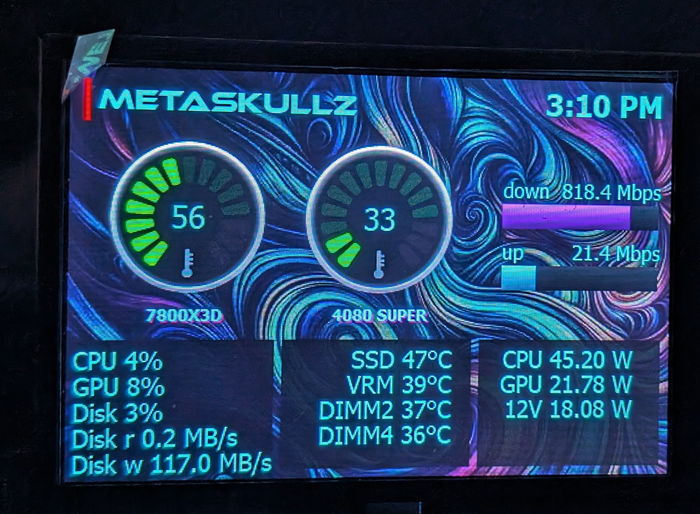 METASKULLZ
3:10 PM
56
33
down 818.4 Mbps
up 21.4 Mbps
7800X3D
4080 SUPER
CPU 4%
GPU 8%
Disk 3%
Disk r 0.2 MB/s
Disk w 117.0 MB/s
SSD 47°C
VRM 39°C
DIMM2 37°C
DIMM4 36°C
CPU 45.20 W
GPU 21.78 W
12V 18.08 W